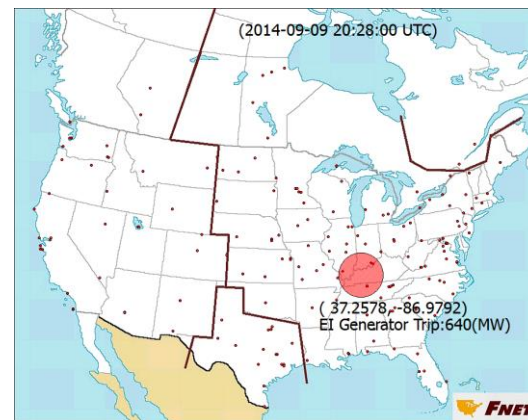 (2014-09-09 20:28:00 UTC)
( 37.2578, -86.9792)
EI Generator Trip:640(MW)
FNET